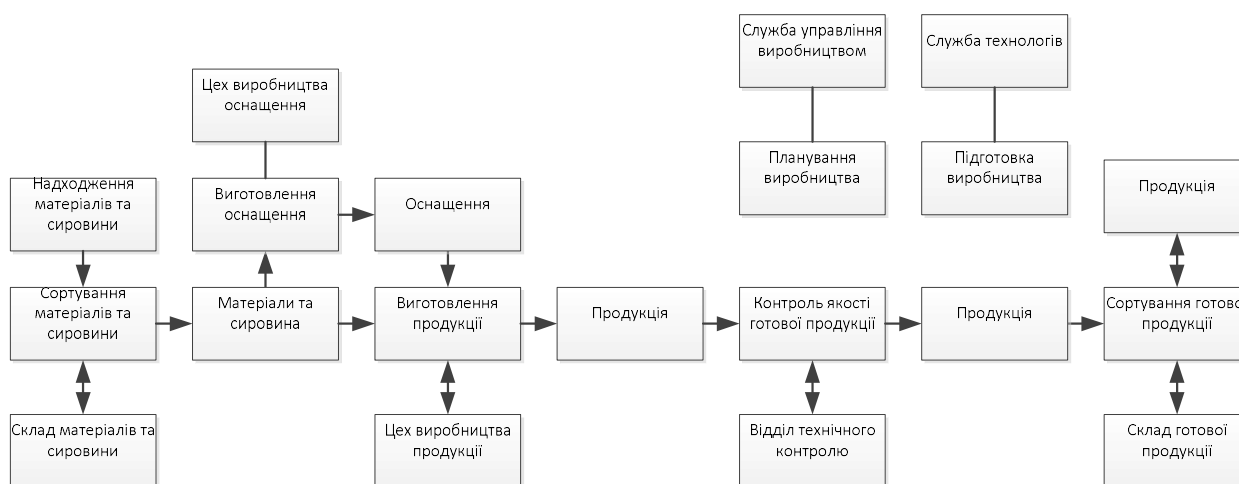 Служба управління
виробництвом
Служба технологів
Цех виробництва
оснащення
Планування
виробництва
Підготовка
виробництва
Надходження
матеріалів та
сировини
Виготовлення
оснащення
Оснащення
Продукція
Сортування
матеріалів та
сировини
Матеріали та
сировина
Виготовлення
продукції
Продукція
Контроль якості
готової продукції
Продукція
Сортування готово
продукції
Склад матеріалів та
сировини
Цех виробництва
продукції
Відділ технічного
контролю
Склад готової
продукції